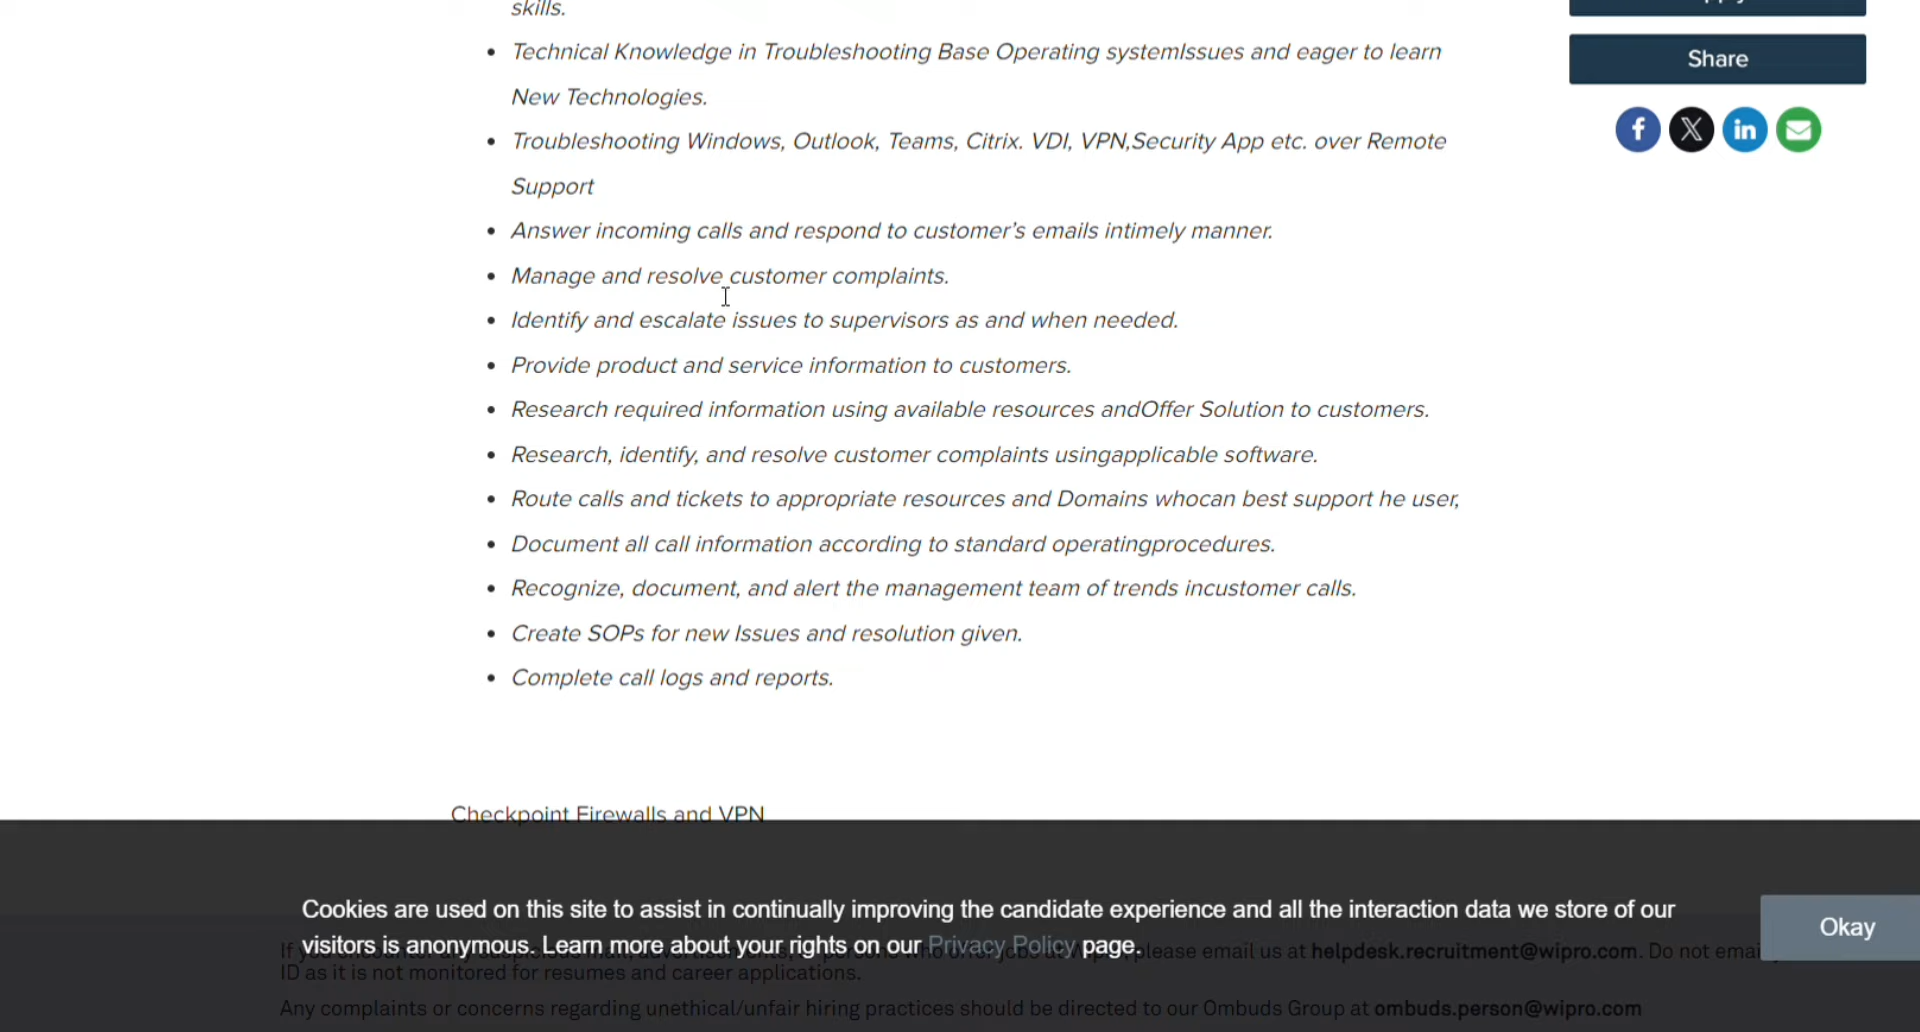 skills.
Technical Knowledge in Troubleshooting Base Operating systemIssues and eager to learn
New Technologies.
Troubleshooting Windows, Outlook, Teams, Citrix. VDI, VPN,Security App etc. over Remote
Support
Answer incoming calls and respond to customer's emails intimely manner.
Manage and resolve customer complaints.
Identify and escalate issues to supervisors as and when needed.
Provide product and service information to customers.
Research required information using available resources andOffer Solution to customers.
Research, identify, and resolve customer complaints usingapplicable software.
Route calls and tickets to appropriate resources and Domains whocan best support he user,
Document all call information according to standard operatingprocedures.
Recognize, document, and alert the management team of trends incustomer calls.
Create SOPs for new Issues and resolution given.
Complete call logs and reports.
Checkpoint Firewalls and VPN
Share
Cookies are used on this site to assist in continually improving the candidate experience and all the interaction data we store of our
visitors is anonymous. Learn more about your rights on our Privacy Policy page.
Okay
please email us at helpdesk.recruitment@wipro.com. Do not email
ID as it is not monitored for resumes and career applications.
Any complaints or concerns regarding unethical/unfair hiring practices should be directed to our Ombuds Group at ombuds.person@wipro.com